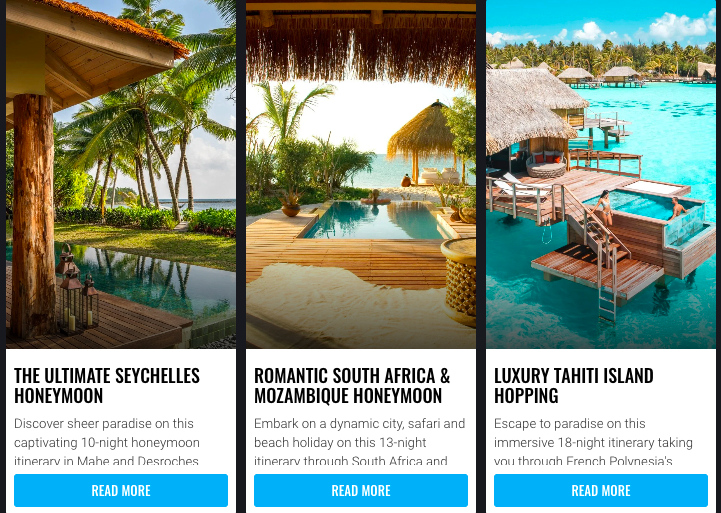 THE ULTIMATE SEYCHELLES
HONEYMOON
Discover sheer paradise on this
captivating 10-night honeymoon
itinerary in Mahe and Desroches
READ MORE
ROMANTIC SOUTH AFRICA &
MOZAMBIQUE HONEYMOON
Embark on a dynamic city, safari and
beach holiday on this 13-night
itinerary through South Africa and
READ MORE
LUXURY TAHITI ISLAND
HOPPING
Escape to paradise on this
immersive 18-night itinerary taking
you through French Polynesia's
READ MORE